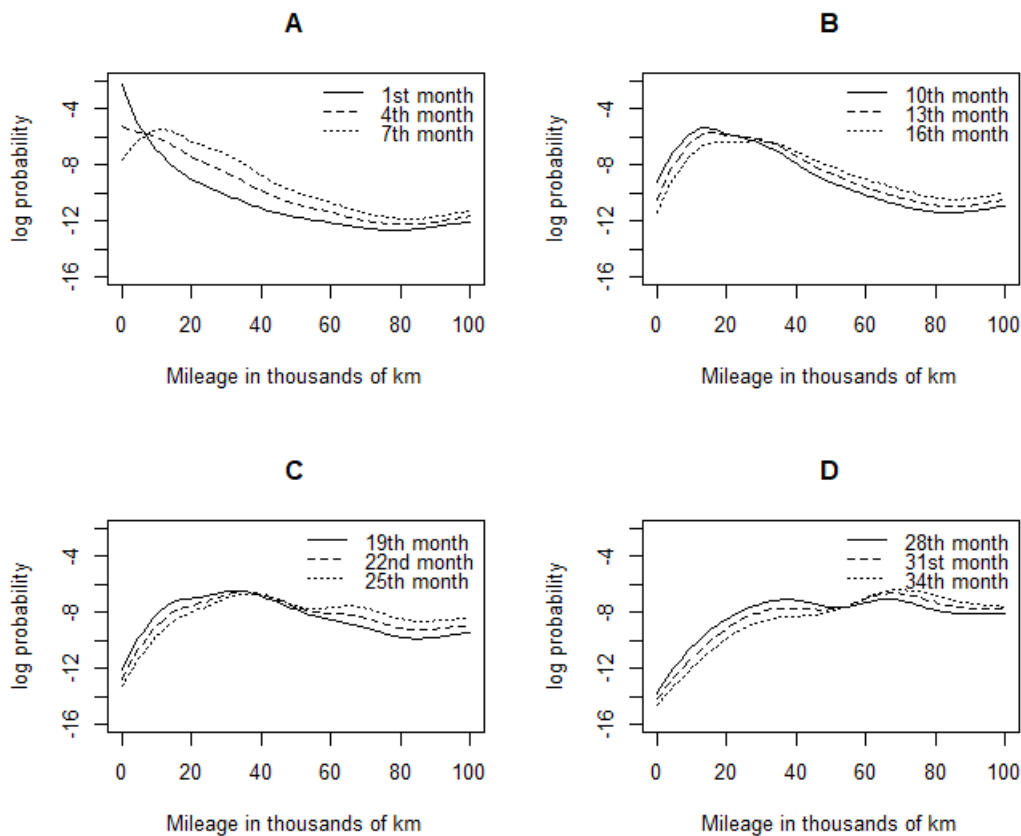 A
1st month
4th month
7th month
log probability
-4
-8
-12
-16
0 20 40 60 80 100
Mileage in thousands of km
B
10th month
13th month
16th month
log probability
-4
-8
-12
-16
0 20 40 60 80 100
Mileage in thousands of km
C
19th month
22nd month
25th month
log probability
-4
-8
-12
-16
0 20 40 60 80 100
Mileage in thousands of km
D
28th month
31st month
34th month
log probability
-4
-8
-12
-16
0 20 40 60 80 100
Mileage in thousands of km